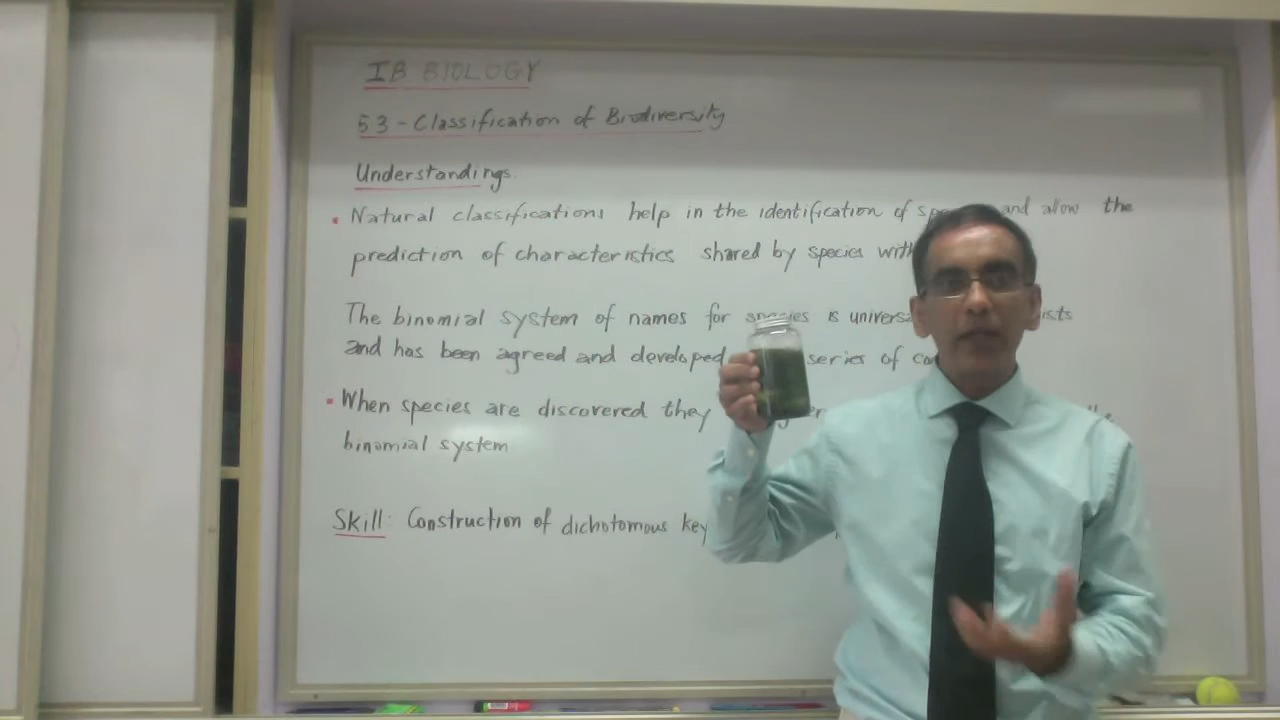 IB BIOLOGY
5.3 - Classification of Biodiversity
Understandings.
Natural classifications help in the identification of and allow the
prediction of characteristics shared by species
The binomial system of names for species is
and has been agreed and developed series of
When species are discovered they
binomial system
Skill: Construction of dichotomous key